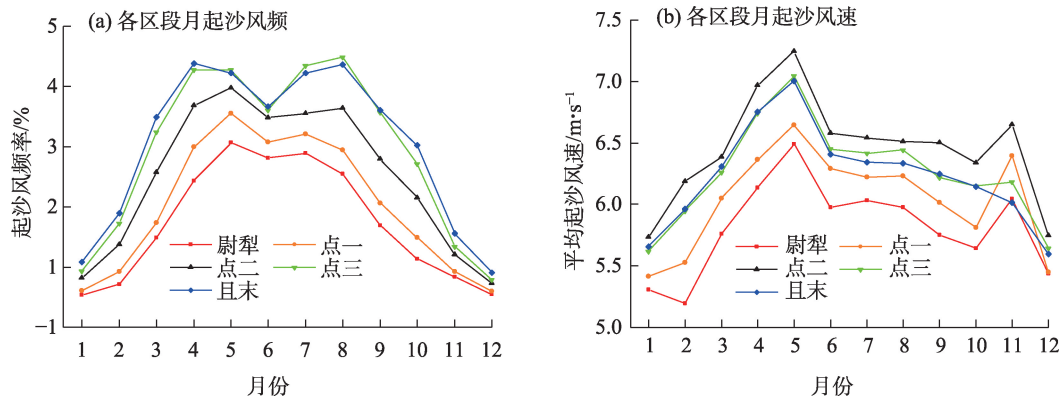 (a) 各区段月起沙风频
起沙风频率/%
5
4
3
2
1
−1
尉犁
点一
点二
点三
且末
1 2 3 4 5 6 7 8 9 10 11 12
月份
(b) 各区段月起沙风速
平均起沙风速/m•s⁻¹
7.5
7.0
6.5
6.0
5.5
5.0
尉犁
点一
点二
点三
且末
1 2 3 4 5 6 7 8 9 10 11 12
月份